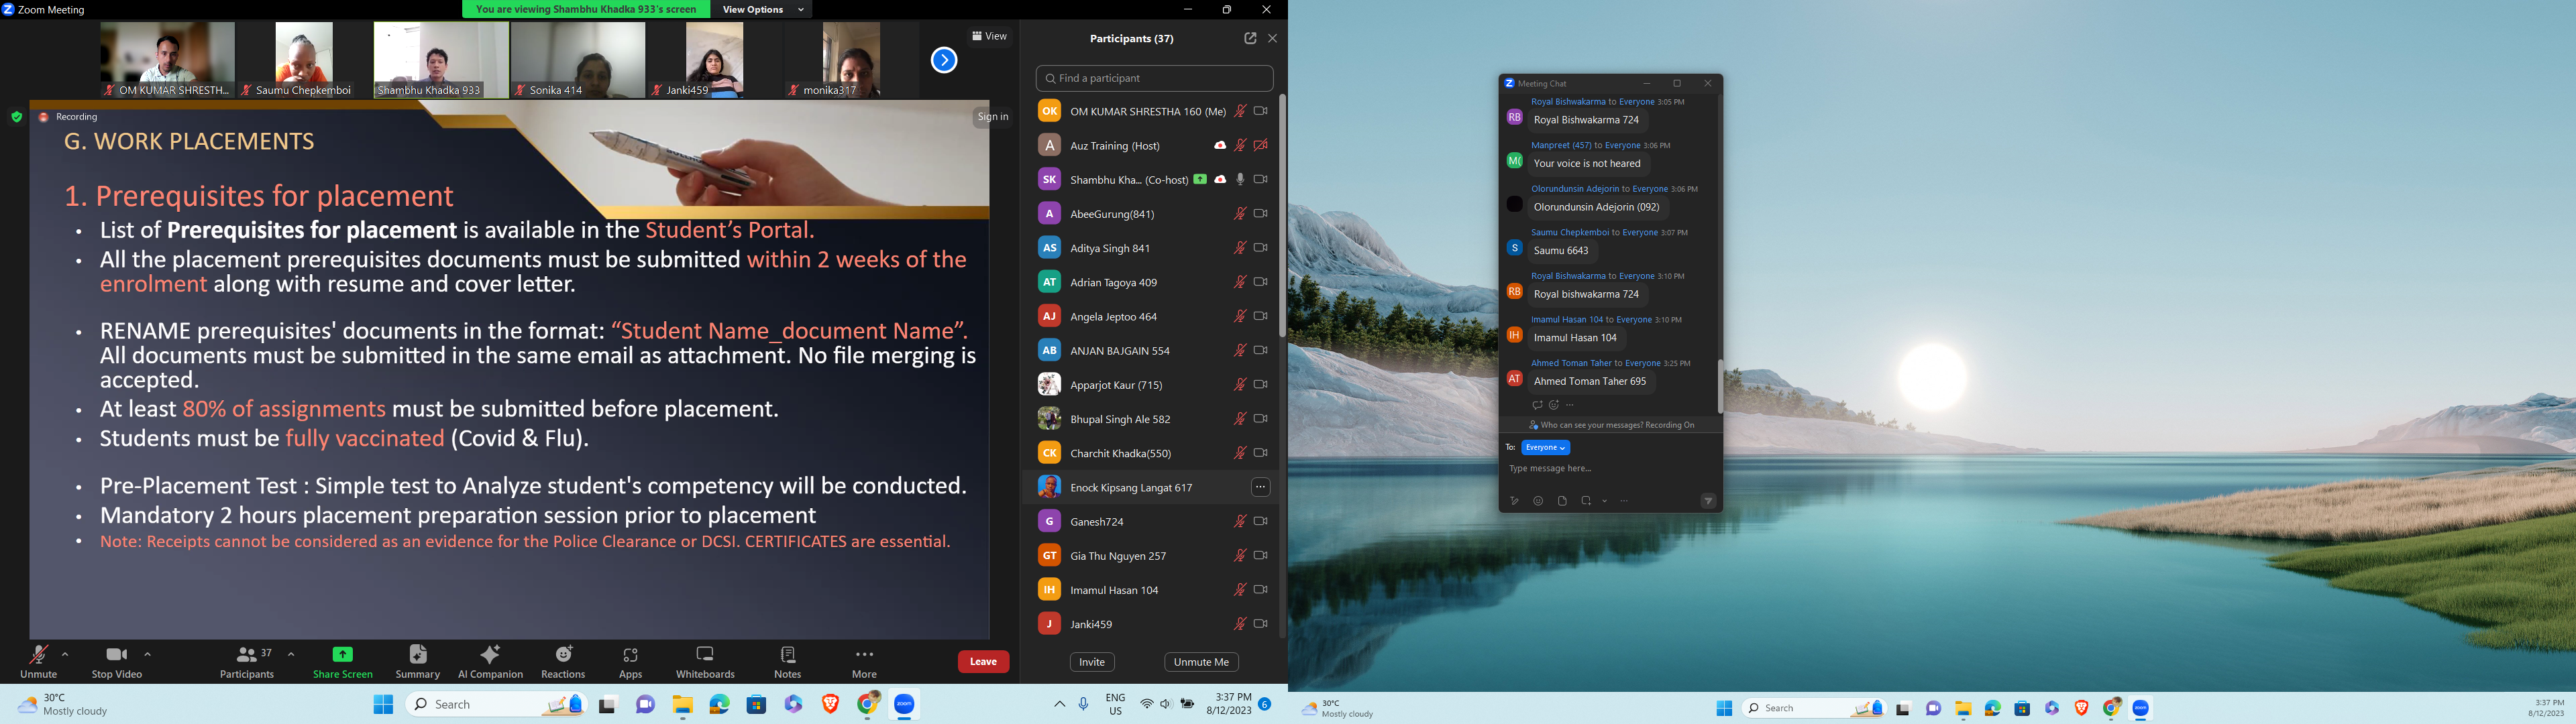 Zoom Meeting
You are viewing Shambhu Khadka 933's screen
View Options
OM KUMAR SHRESTH...
Saumu Chepkemboi
Shambhu Khadka 933
Sonika 414
Janki459
monika317
View
Recording
Sign in
G. WORK PLACEMENTS
1. Prerequisites for placement
• List of Prerequisites for placement is available in the Student's Portal.
• All the placement prerequisites documents must be submitted within 2 weeks of the
enrolment along with resume and cover letter.
• RENAME prerequisites' documents in the format: “Student Name_document Name”.
All documents must be submitted in the same email as attachment. No file merging is
accepted.
• At least 80% of assignments must be submitted before placement.
• Students must be fully vaccinated (Covid & Flu).
• Pre-Placement Test : Simple test to Analyze student's competency will be conducted.
• Mandatory 2 hours placement preparation session prior to placement
• Note: Receipts cannot be considered as an evidence for the Police Clearance or DCSI. CERTIFICATES are essential.
Unmute
Stop Video
37
Participants
Share Screen
Summary
AI Companion
Reactions
Apps
Whiteboards
Notes
More
Leave
Participants (37)
Find a participant
OK OM KUMAR SHRESTHA 160 (Me)
A Auz Training (Host)
SK Shambhu Kha... (Co-host)
A AbeeGurung(841)
AS Aditya Singh 841
AT Adrian Tagoya 409
AJ Angela Jeptoo 464
AB ANJAN BAJGAIN 554
Apparjot Kaur (715)
Bhupal Singh Ale 582
CK Charchit Khadka(550)
Enock Kipsang Langat 617
G Ganesh724
GT Gia Thu Nguyen 257
IH Imamul Hasan 104
J Janki459
Invite
Unmute Me
30°C
Mostly cloudy
Search
zoom
ENG
US
3:37 PM
8/12/2023
6
Meeting Chat
Royal Bishwakarma to Everyone 3:05 PM
RB Royal Bishwakarma 724
Manpreet (457) to Everyone 3:06 PM
M( Your voice is not heared
Olorundunsin Adejorin to Everyone 3:06 PM
Olorundunsin Adejorin (092)
Saumu Chepkemboi to Everyone 3:07 PM
S Saumu 6643
Royal Bishwakarma to Everyone 3:10 PM
RB Royal bishwakarma 724
Imamul Hasan 104 to Everyone 3:10 PM
IH Imamul Hasan 104
Ahmed Toman Taher to Everyone 3:25 PM
AT Ahmed Toman Taher 695
Who can see your messages? Recording On
To: Everyone
Type message here...
30°C
Mostly cloudy
Search
zoom
3:37 PM
8/12/2023